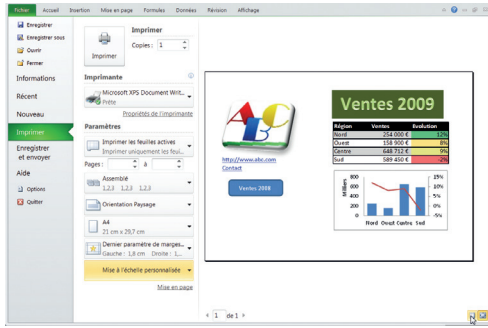 Fichier Accueil Insertion Mise en page Formules Données Révision Affichage
Enregistrer
Enregistrer sous
Ouvrir
Fermer
Informations
Récent
Nouveau
Imprimer
Enregistrer
et envoyer
Aide
Options
Quitter
Imprimer
Imprimer
Copies : 1
Imprimante
Microsoft XPS Document Writ...
Prête
Propriétés de l'imprimante
Paramètres
Imprimer les feuilles actives
Imprimer uniquement les feuil...
Pages : à
Assemblé
1;2;3 1;2;3 1;2;3
Orientation Paysage
A4
21 cm x 29,7 cm
Dernier paramètre de marges...
Gauche : 1,8 cm Droite : 1,...
Mise à l'échelle personnalisée
Mise en page
ABC
http://www.abc.com
Contact
Ventes 2008
Ventes 2009
Région Ventes Evolution
Nord 254 000 € 12%
Ouest 158 900 € 8%
Centre 648 712 € 9%
Sud 589 450 € -2%
Milliers
800
600
400
200
0
15%
10%
5%
0%
-5%
Nord Ouest Centre Sud
1 de 1